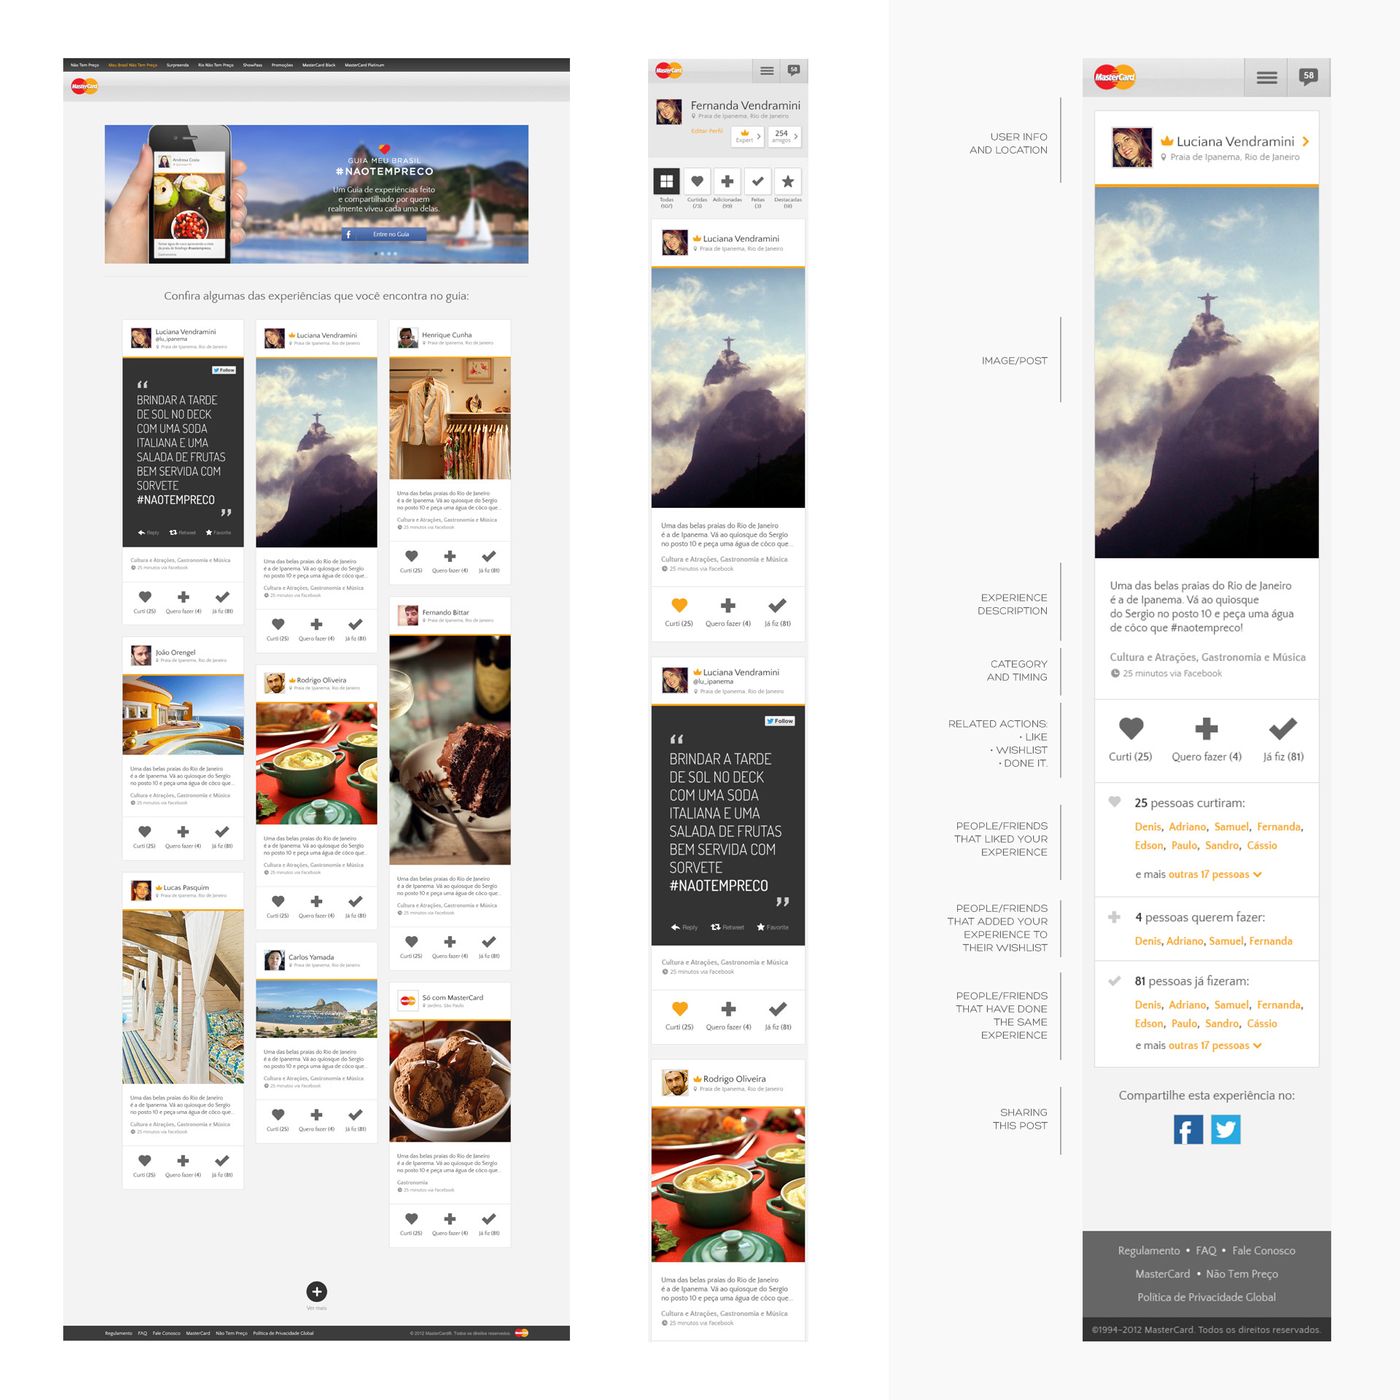 Não Tem Preço Meu Brasil Não Tem Preço Surpreenda Rio Não Tem Preço ShowPass Promoções MasterCard Black MasterCard Platinum
MasterCard
Andressa Costa
GUIA MEU BRASIL
#NAOTEMPRECO
Um Guia de experiências feito
e compartilhado por quem
realmente viveu cada uma delas.
Entre no Guia
Confira algumas das experiências que você encontra no guia:
Luciana Vendramini
@lu_ipanema
Praia de Ipanema, Rio de Janeiro
Follow
“
BRINDAR A TARDE
DE SOL NO DECK
COM UMA SODA
ITALIANA E UMA
SALADA DE FRUTAS
BEM SERVIDA COM
SORVETE
#NAOTEMPRECO
”
Reply Retweet Favorite
Cultura e Atrações, Gastronomia e Música
25 minutos via Facebook
Curti (25) Quero fazer (4) Já fiz (81)
João Orengel
Praia de Ipanema, Rio de Janeiro
Uma das belas praias do Rio de Janeiro
é a de Ipanema. Vá ao quiosque do Sergio
no posto 10 e peça uma água de côco que...
Cultura e Atrações, Gastronomia e Música
25 minutos via Facebook
Curti (25) Quero fazer (4) Já fiz (81)
Lucas Pasquim
Praia de Ipanema, Rio de Janeiro
Uma das belas praias do Rio de Janeiro
é a de Ipanema. Vá ao quiosque do Sergio
no posto 10 e peça uma água de côco que...
Cultura e Atrações, Gastronomia e Música
25 minutos via Facebook
Curti (25) Quero fazer (4) Já fiz (81)
Luciana Vendramini
Praia de Ipanema, Rio de Janeiro
Uma das belas praias do Rio de Janeiro
é a de Ipanema. Vá ao quiosque do Sergio
no posto 10 e peça uma água de côco que...
Cultura e Atrações, Gastronomia e Música
25 minutos via Facebook
Curti (25) Quero fazer (4) Já fiz (81)
Rodrigo Oliveira
Praia de Ipanema, Rio de Janeiro
Uma das belas praias do Rio de Janeiro
é a de Ipanema. Vá ao quiosque do Sergio
no posto 10 e peça uma água de côco que...
Cultura e Atrações, Gastronomia e Música
25 minutos via Facebook
Curti (25) Quero fazer (4) Já fiz (81)
Carlos Yamada
Praia de Ipanema, Rio de Janeiro
Uma das belas praias do Rio de Janeiro
é a de Ipanema. Vá ao quiosque do Sergio
no posto 10 e peça uma água de côco que...
Cultura e Atrações, Gastronomia e Música
25 minutos via Facebook
Curti (25) Quero fazer (4) Já fiz (81)
Henrique Cunha
Praia de Ipanema, Rio de Janeiro
Uma das belas praias do Rio de Janeiro
é a de Ipanema. Vá ao quiosque do Sergio
no posto 10 e peça uma água de côco que...
Cultura e Atrações, Gastronomia e Música
25 minutos via Facebook
Curti (25) Quero fazer (4) Já fiz (81)
Fernando Bittar
Praia de Ipanema, Rio de Janeiro
Uma das belas praias do Rio de Janeiro
é a de Ipanema. Vá ao quiosque do Sergio
no posto 10 e peça uma água de côco que...
Cultura e Atrações, Gastronomia e Música
25 minutos via Facebook
Curti (25) Quero fazer (4) Já fiz (81)
Só com MasterCard
Jardins, São Paulo
Uma das belas praias do Rio de Janeiro
é a de Ipanema. Vá ao quiosque do Sergio
no posto 10 e peça uma água de côco que...
Gastronomia
25 minutos via Facebook
Curti (25) Quero fazer (4) Já fiz (81)
Ver mais
Regulamento FAQ Fale Conosco MasterCard Não Tem Preço Política de Privacidade Global
© 2012 MasterCard®. Todos os direitos reservados.
MasterCard
58
Fernanda Vendramini
Praia de Ipanema, Rio de Janeiro
Editar Perfil
Expert
254
amigos
Todas Curtidas Adicionadas Feitas Destacadas
(107) (73) (99) (3) (18)
Luciana Vendramini
Praia de Ipanema, Rio de Janeiro
Uma das belas praias do Rio de Janeiro
é a de Ipanema. Vá ao quiosque do Sergio
no posto 10 e peça uma água de côco que...
Cultura e Atrações, Gastronomia e Música
25 minutos via Facebook
Curti (25) Quero fazer (4) Já fiz (81)
Luciana Vendramini
@lu_ipanema
Praia de Ipanema, Rio de Janeiro
Follow
“
BRINDAR A TARDE
DE SOL NO DECK
COM UMA SODA
ITALIANA E UMA
SALADA DE FRUTAS
BEM SERVIDA COM
SORVETE
#NAOTEMPRECO
”
Reply Retweet Favorite
Cultura e Atrações, Gastronomia e Música
25 minutos via Facebook
Curti (25) Quero fazer (4) Já fiz (81)
Rodrigo Oliveira
Praia de Ipanema, Rio de Janeiro
Uma das belas praias do Rio de Janeiro
é a de Ipanema. Vá ao quiosque do Sergio
no posto 10 e peça uma água de côco que...
Cultura e Atrações, Gastronomia e Música
25 minutos via Facebook
USER INFO
AND LOCATION
IMAGE/POST
EXPERIENCE
DESCRIPTION
CATEGORY
AND TIMING
RELATED ACTIONS:
• LIKE
• WISHLIST
• DONE IT.
PEOPLE/FRIENDS
THAT LIKED YOUR
EXPERIENCE
PEOPLE/FRIENDS
THAT ADDED YOUR
EXPERIENCE TO
THEIR WISHLIST
PEOPLE/FRIENDS
THAT HAVE DONE
THE SAME
EXPERIENCE
SHARING
THIS POST
MasterCard
58
Luciana Vendramini
Praia de Ipanema, Rio de Janeiro
Uma das belas praias do Rio de Janeiro
é a de Ipanema. Vá ao quiosque
do Sergio no posto 10 e peça uma água
de côco que #naotempreco!
Cultura e Atrações, Gastronomia e Música
25 minutos via Facebook
Curti (25) Quero fazer (4) Já fiz (81)
25 pessoas curtiram:
Denis, Adriano, Samuel, Fernanda,
Edson, Paulo, Sandro, Cássio
e mais outras 17 pessoas
4 pessoas querem fazer:
Denis, Adriano, Samuel, Fernanda
81 pessoas já fizeram:
Denis, Adriano, Samuel, Fernanda,
Edson, Paulo, Sandro, Cássio
e mais outras 17 pessoas
Compartilhe esta experiência no:
Regulamento • FAQ • Fale Conosco
MasterCard • Não Tem Preço
Política de Privacidade Global
©1994-2012 MasterCard. Todos os direitos reservados.